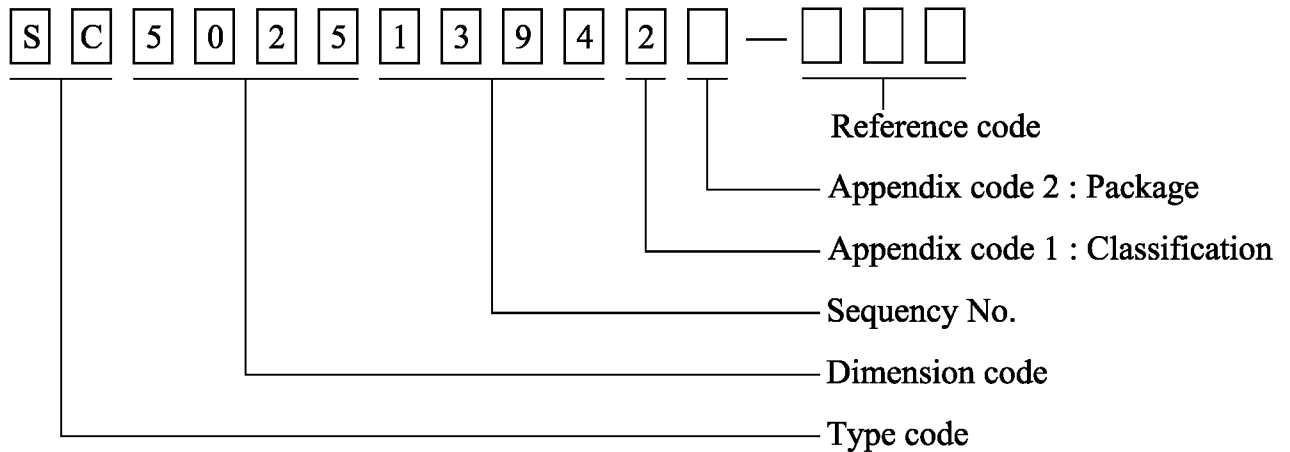 S C 5 0 2 5 1 3 9 4 2 —
Reference code
Appendix code 2 : Package
Appendix code 1 : Classification
Sequency No.
Dimension code
Type code